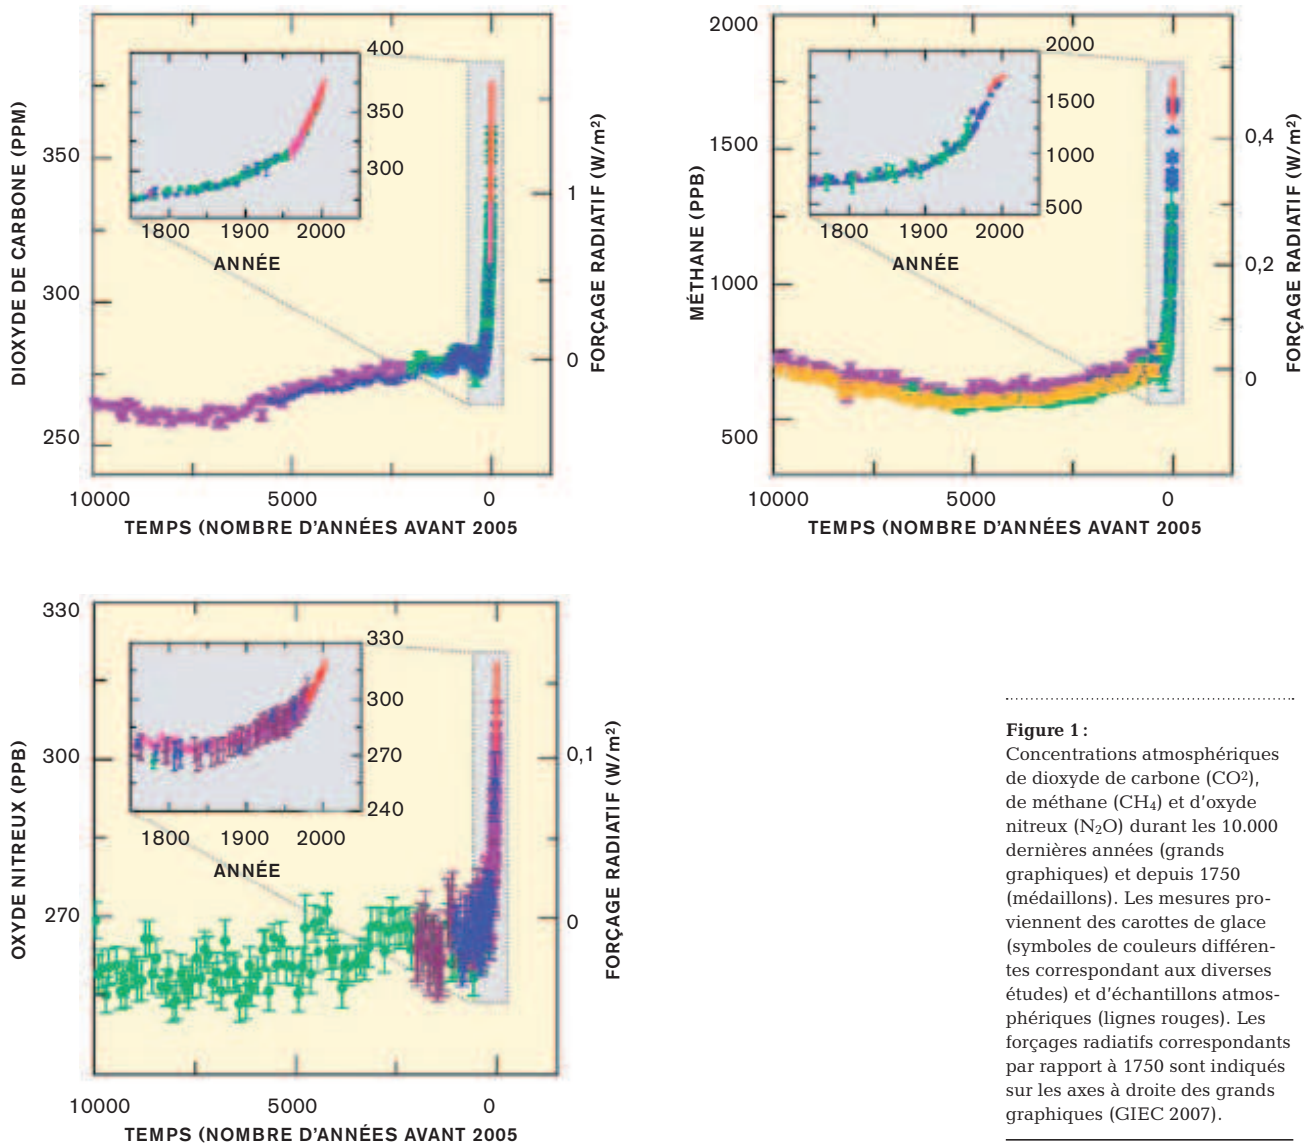 400
350
300
1800 1900 2000
ANNÉE
DIOXYDE DE CARBONE (PPM)
350
300
250
1
0
FORÇAGE RADIATIF (W/m²)
10000 5000 0
TEMPS (NOMBRE D'ANNÉES AVANT 2005
2000
1500
1000
500
1800 1900 2000
ANNÉE
MÉTHANE (PPB)
2000
1500
1000
500
0,4
0,2
0
FORÇAGE RADIATIF (W/m²)
10000 5000 0
TEMPS (NOMBRE D'ANNÉES AVANT 2005
330
300
270
240
1800 1900 2000
ANNÉE
OXYDE NITREUX (PPB)
330
300
270
0,1
0
FORÇAGE RADIATIF (W/m²)
10000 5000 0
TEMPS (NOMBRE D'ANNÉES AVANT 2005
Figure 1 :
Concentrations atmosphériques
de dioxyde de carbone (CO²),
de méthane (CH₄) et d'oxyde
nitreux (N₂O) durant les 10.000
dernières années (grands
graphiques) et depuis 1750
(médaillons). Les mesures pro-
viennent des carottes de glace
(symboles de couleurs différen-
tes correspondant aux diverses
études) et d'échantillons atmos-
phériques (lignes rouges). Les
forçages radiatifs correspondants
par rapport à 1750 sont indiqués
sur les axes à droite des grands
graphiques (GIEC 2007).